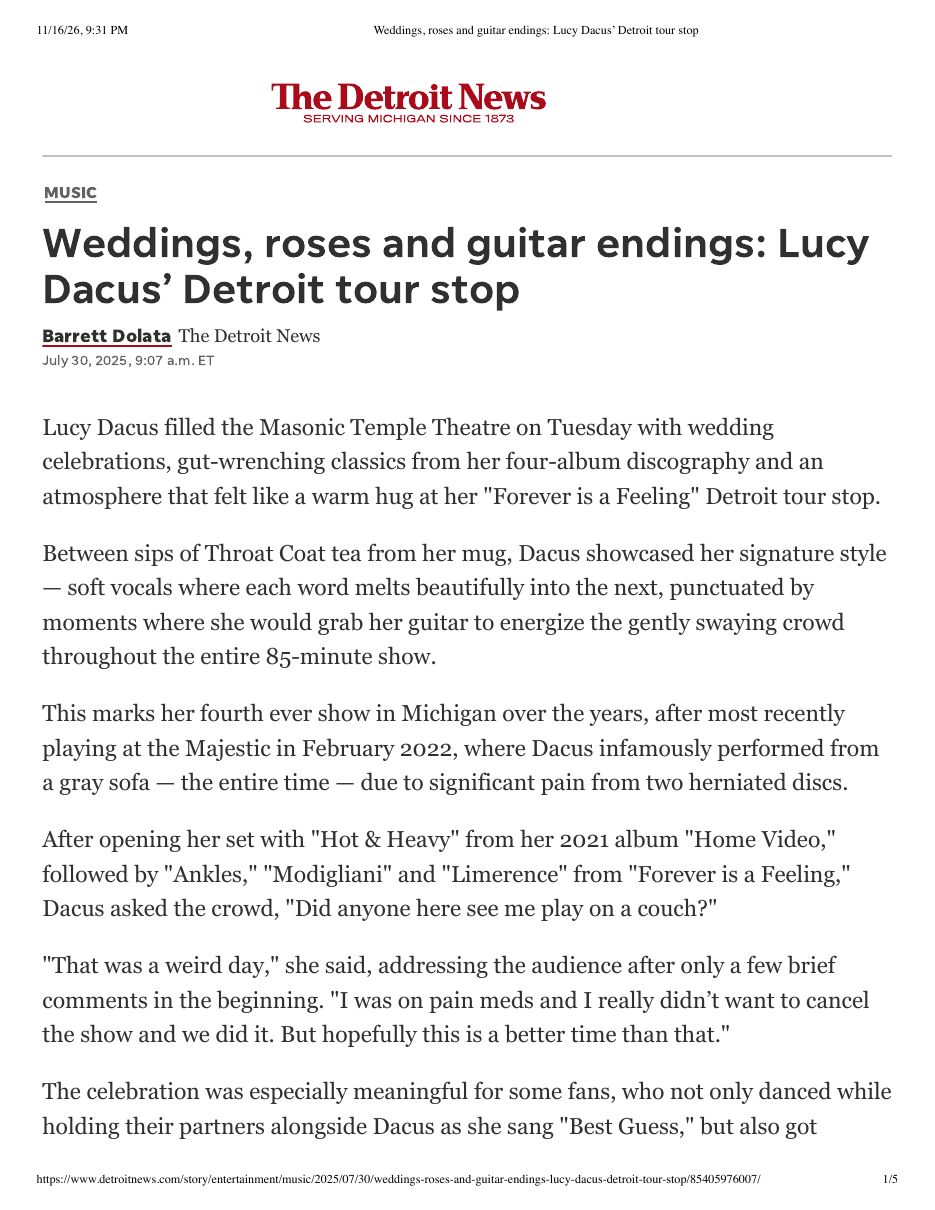 11/16/26, 9:31 PM
Weddings, roses and guitar endings: Lucy Dacus’ Detroit tour stop
The Detroit News
SERVING MICHIGAN SINCE 1873
MUSIC
Weddings, roses and guitar endings: Lucy
Dacus’ Detroit tour stop
Barrett Dolata The Detroit News
July 30, 2025, 9:07 a.m. ET
Lucy Dacus filled the Masonic Temple Theatre on Tuesday with wedding
celebrations, gut-wrenching classics from her four-album discography and an
atmosphere that felt like a warm hug at her "Forever is a Feeling" Detroit tour stop.
Between sips of Throat Coat tea from her mug, Dacus showcased her signature style
— soft vocals where each word melts beautifully into the next, punctuated by
moments where she would grab her guitar to energize the gently swaying crowd
throughout the entire 85-minute show.
This marks her fourth ever show in Michigan over the years, after most recently
playing at the Majestic in February 2022, where Dacus infamously performed from
a gray sofa — the entire time — due to significant pain from two herniated discs.
After opening her set with "Hot & Heavy" from her 2021 album "Home Video,"
followed by "Ankles," "Modigliani" and "Limerence" from "Forever is a Feeling,"
Dacus asked the crowd, "Did anyone here see me play on a couch?"
"That was a weird day," she said, addressing the audience after only a few brief
comments in the beginning. "I was on pain meds and I really didn’t want to cancel
the show and we did it. But hopefully this is a better time than that."
The celebration was especially meaningful for some fans, who not only danced while
holding their partners alongside Dacus as she sang "Best Guess," but also got
https://www.detroitnews.com/story/entertainment/music/2025/07/30/weddings-roses-and-guitar-endings-lucy-dacus-detroit-tour-stop/85405976007/
1/5